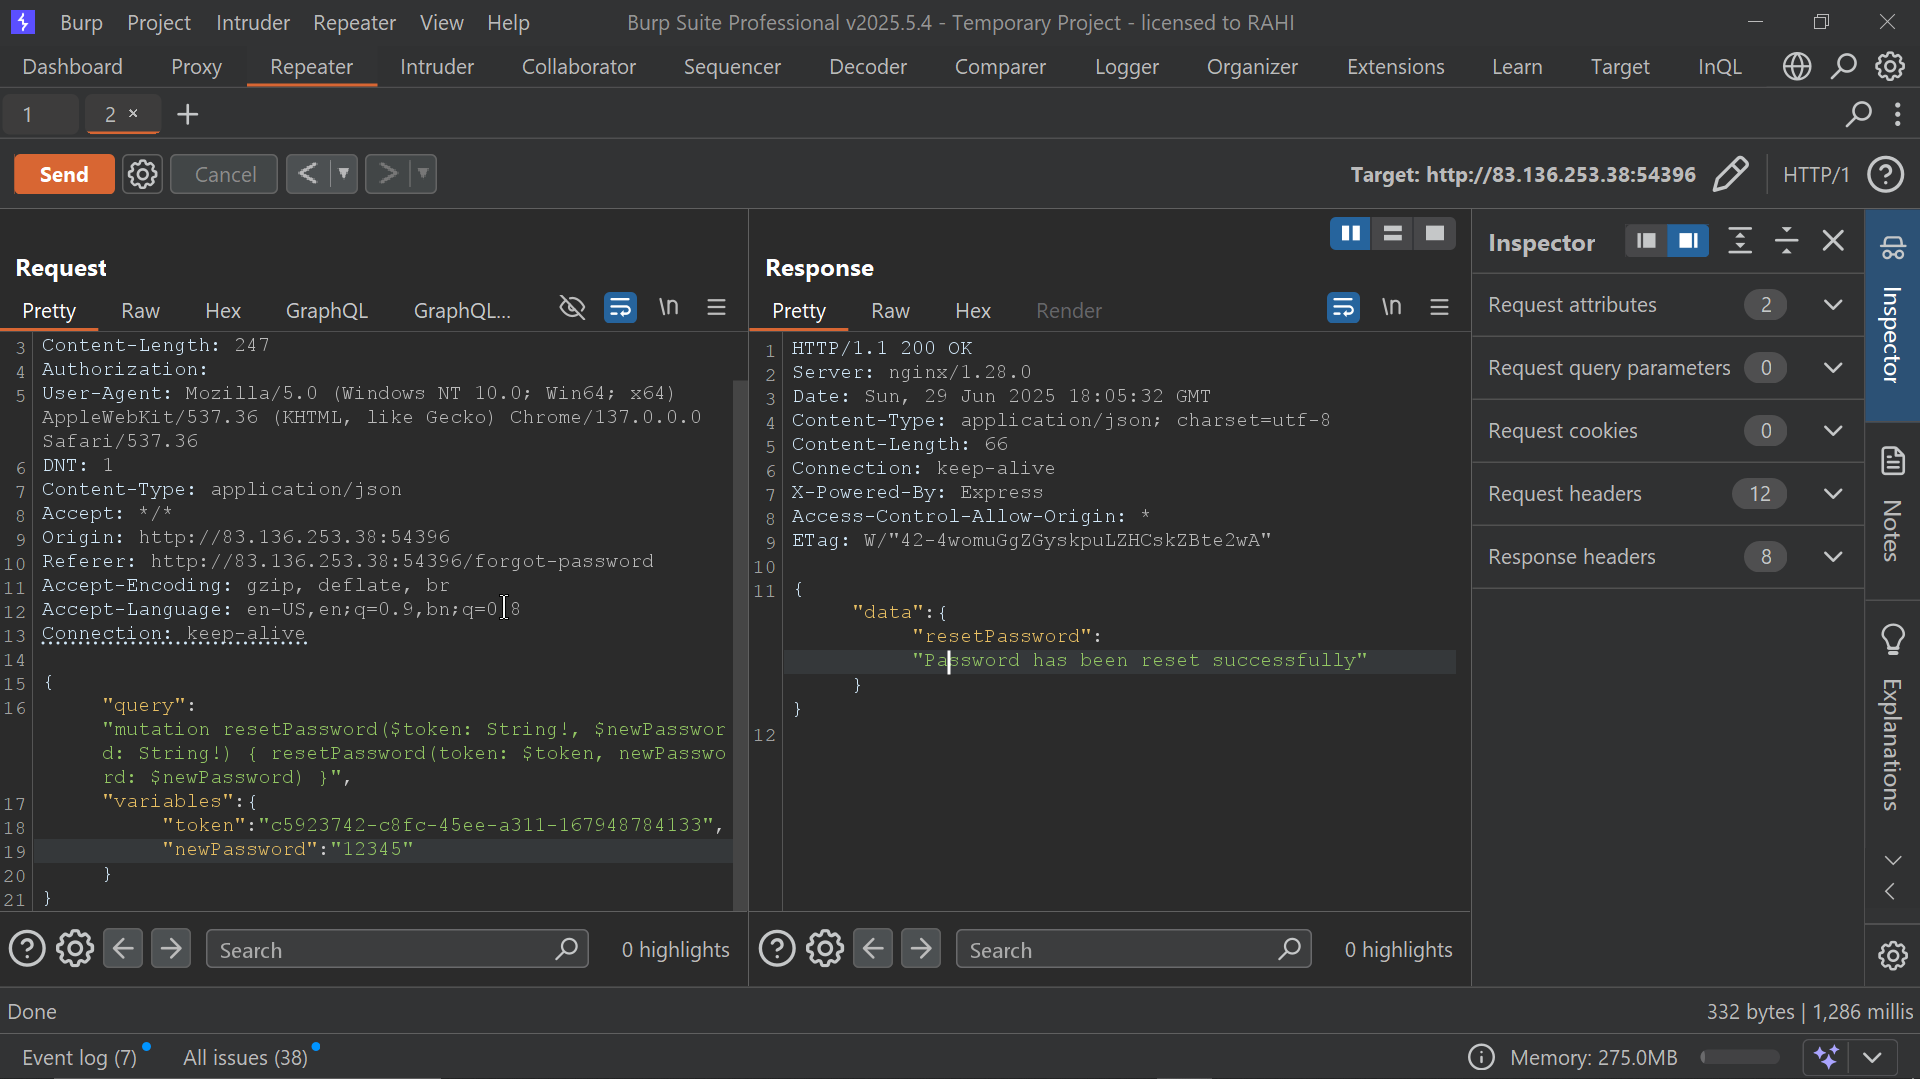 Burp Project Intruder Repeater View Help Burp Suite Professional v2025.5.4 - Temporary Project - licensed to RAHI
Dashboard Proxy Repeater Intruder Collaborator Sequencer Decoder Comparer Logger Organizer Extensions Learn Target InQL
1 2 × +
Send Cancel < > Target: http://83.136.253.38:54396 HTTP/1 ?
Request
Pretty Raw Hex GraphQL GraphQL... \n
3 Content-Length: 247
4 Authorization:
5 User-Agent: Mozilla/5.0 (Windows NT 10.0; Win64; x64)
AppleWebKit/537.36 (KHTML, like Gecko) Chrome/137.0.0.0
Safari/537.36
6 DNT: 1
7 Content-Type: application/json
8 Accept: */*
9 Origin: http://83.136.253.38:54396
10 Referer: http://83.136.253.38:54396/forgot-password
11 Accept-Encoding: gzip, deflate, br
12 Accept-Language: en-US,en;q=0.9,bn;q=0.8
13 Connection: keep-alive
14
15 {
16 "query":
"mutation resetPassword($token: String!, $newPasswor
d: String!) { resetPassword(token: $token, newPasswo
rd: $newPassword) }",
17 "variables":{
18 "token":"c5923742-c8fc-45ee-a311-167948784133",
19 "newPassword":"12345"
20 }
21 }
? Search 0 highlights
Response
Pretty Raw Hex Render \n
1 HTTP/1.1 200 OK
2 Server: nginx/1.28.0
3 Date: Sun, 29 Jun 2025 18:05:32 GMT
4 Content-Type: application/json; charset=utf-8
5 Content-Length: 66
6 Connection: keep-alive
7 X-Powered-By: Express
8 Access-Control-Allow-Origin: *
9 ETag: W/"42-4womuGgZGyskpuLZHCskZBte2wA"
10
11 {
"data":{
"resetPassword":
"Password has been reset successfully"
}
}
12
? Search 0 highlights
Inspector
Request attributes 2
Request query parameters 0
Request cookies 0
Request headers 12
Response headers 8
Inspector
Notes
Explanations
Done 332 bytes | 1,286 millis
Event log (7) All issues (38) Memory: 275.0MB